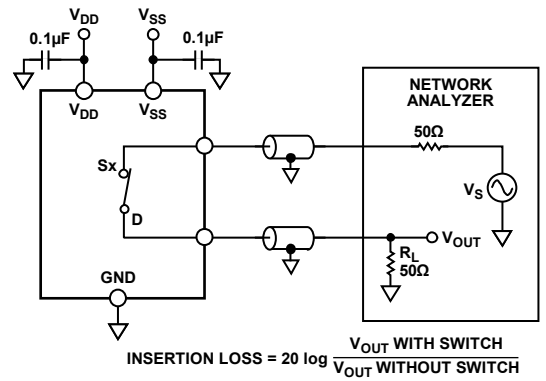 VDD
VSS
0.1µF
0.1µF
VDD
VSS
NETWORK
ANALYZER
50Ω
Sx
VS
D
VOUT
RL
50Ω
GND
INSERTION LOSS = 20 log
VOUT WITH SWITCH
VOUT WITHOUT SWITCH